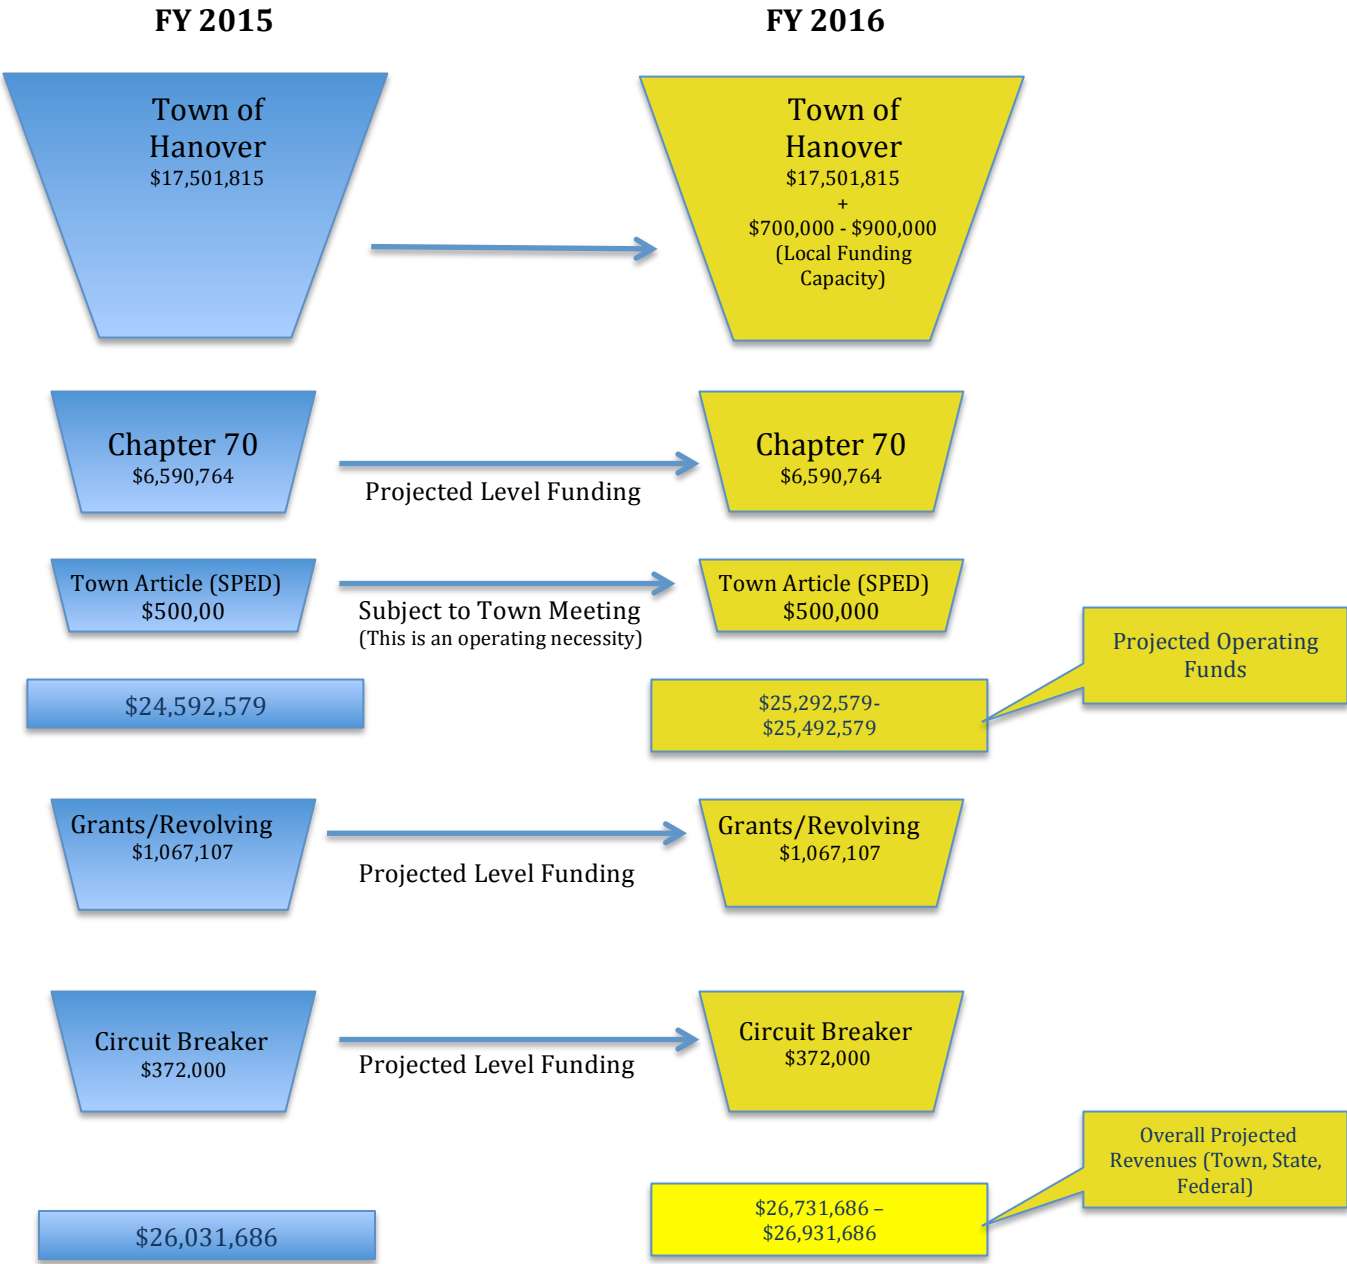 FY 2015
FY 2016
Town of
Hanover
$17,501,815
Town of
Hanover
$17,501,815
+
$700,000 - $900,000
(Local Funding
Capacity)
Chapter 70
$6,590,764
Projected Level Funding
Chapter 70
$6,590,764
Town Article (SPED)
$500,00
Subject to Town Meeting
(This is an operating necessity)
Town Article (SPED)
$500,000
Projected Operating
Funds
$24,592,579
$25,292,579-
$25,492,579
Grants/Revolving
$1,067,107
Projected Level Funding
Grants/Revolving
$1,067,107
Circuit Breaker
$372,000
Projected Level Funding
Circuit Breaker
$372,000
Overall Projected
Revenues (Town, State,
Federal)
$26,031,686
$26,731,686 –
$26,931,686